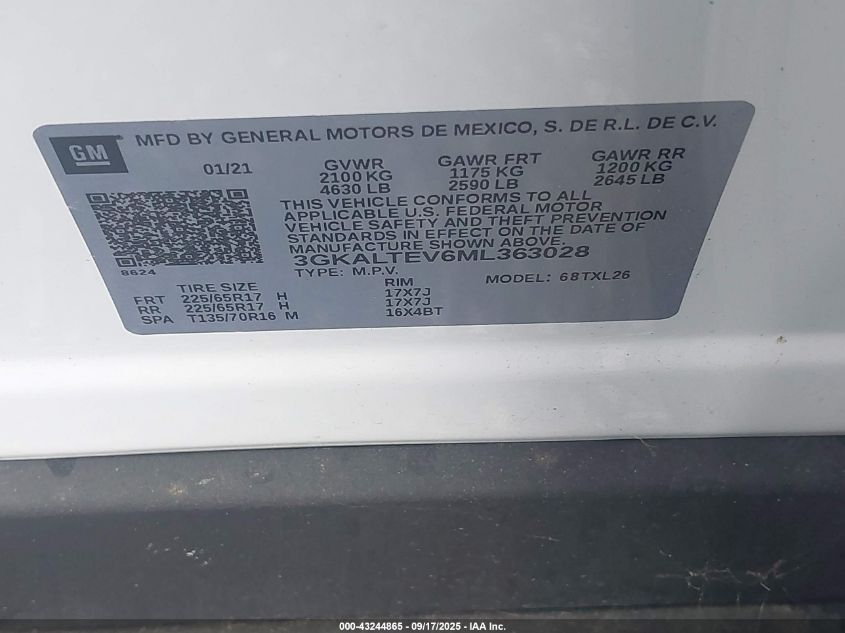 GM
MFD BY GENERAL MOTORS DE MEXICO, S. DE R.L. DE C.V.
01/21 GVWR GAWR FRT GAWR RR
2100 KG 1175 KG 1200 KG
4630 LB 2590 LB 2645 LB
THIS VEHICLE CONFORMS TO ALL
APPLICABLE U.S. FEDERAL MOTOR
VEHICLE SAFETY AND THEFT PREVENTION
STANDARDS IN EFFECT ON THE DATE OF
MANUFACTURE SHOWN ABOVE.
3GKALTEV6ML363028
8624 TYPE: M.P.V. MODEL: 68TXL26
TIRE SIZE RIM
FRT 225/65R17 H 17X7J
RR 225/65R17 H 17X7J
SPA T135/70R16 M 16X4BT
000-43244865 - 09/17/2025 - IAA Inc.